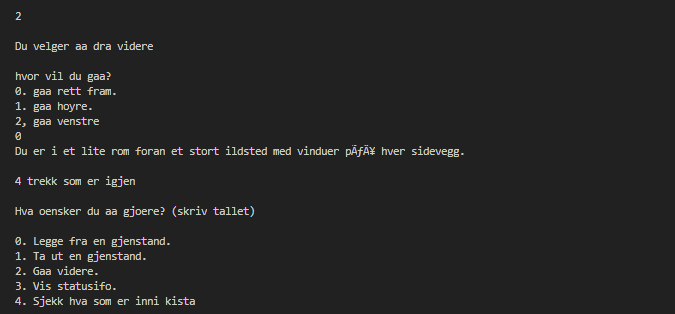 2
Du velger aa dra videre
hvor vil du gaa?
0. gaa rett fram.
1. gaa hoyre.
2, gaa venstre
0
Du er i et lite rom foran et stort ildsted med vinduer pÃƒÂ¥ hver sidevegg.
4 trekk som er igjen
Hva oensker du aa gjoere? (skriv tallet)
0. Legge fra en gjenstand.
1. Ta ut en gjenstand.
2. Gaa videre.
3. Vis statusifo.
4. Sjekk hva som er inni kista